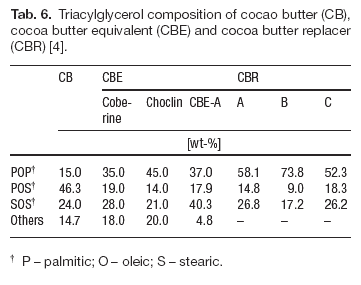 Tab. 6. Triacylglycerol composition of cocao butter (CB),
cocoa butter equivalent (CBE) and cocoa butter replacer
(CBR) [4].
CB CBE CBR
Cobe- Choclin CBE-A A B C
rine
[wt-%]
POP† 15.0 35.0 45.0 37.0 58.1 73.8 52.3
POS† 46.3 19.0 14.0 17.9 14.8 9.0 18.3
SOS† 24.0 28.0 21.0 40.3 26.8 17.2 26.2
Others 14.7 18.0 20.0 4.8 – – –
† P – palmitic; O – oleic; S – stearic.